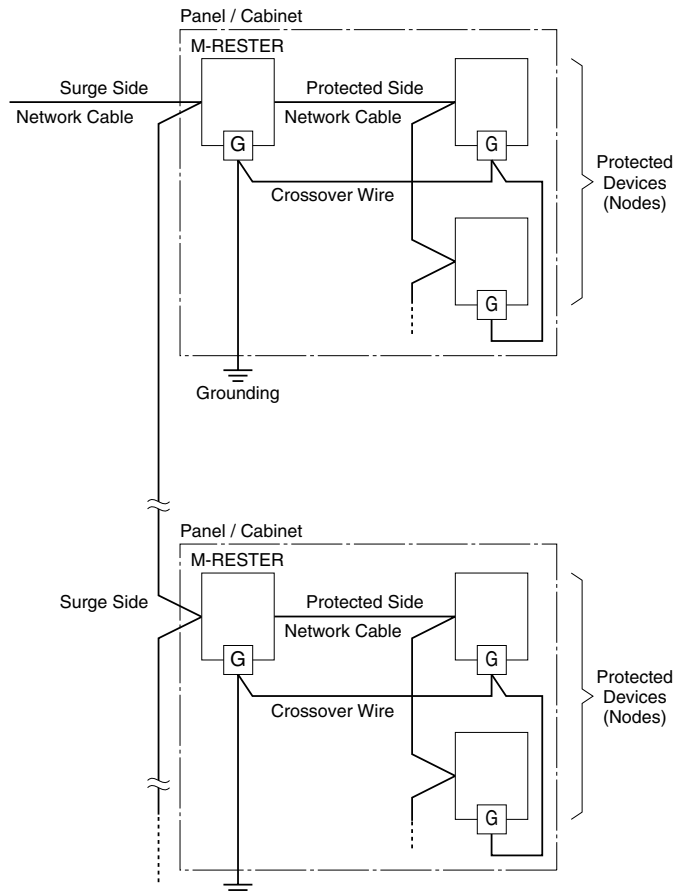 Panel / Cabinet
M-RESTER
Surge Side
Network Cable
Protected Side
Network Cable
G
G
Crossover Wire
Protected
Devices
(Nodes)
G
Grounding
Panel / Cabinet
M-RESTER
Surge Side
Protected Side
Network Cable
G
G
Crossover Wire
Protected
Devices
(Nodes)
G